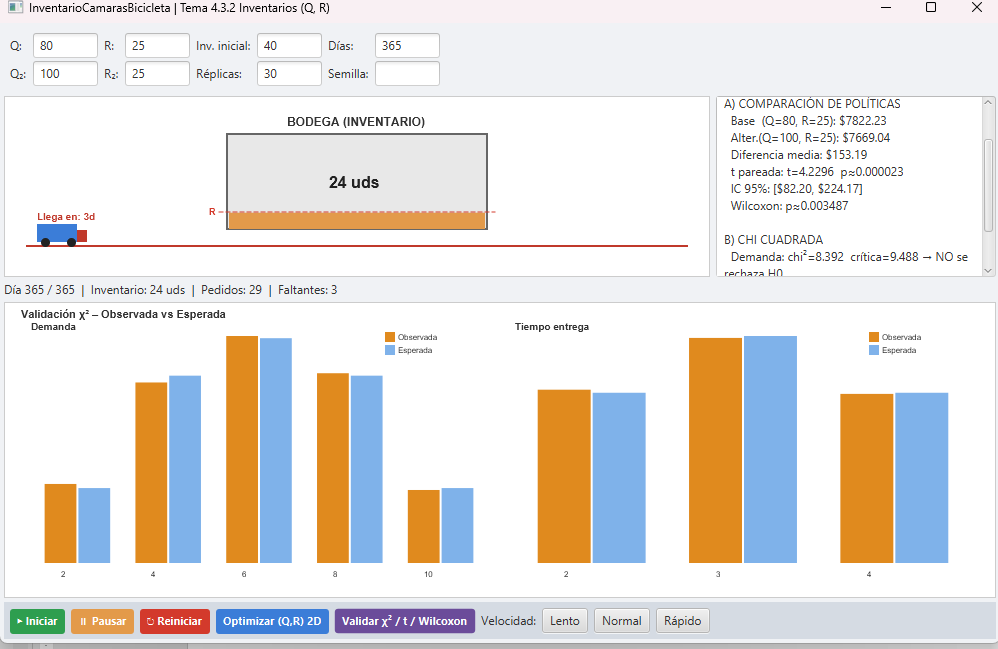 InventarioCamarasBicicleta | Tema 4.3.2 Inventarios (Q, R)
Q: 80 R: 25 Inv. inicial: 40 Días: 365
Q₂: 100 R₂: 25 Réplicas: 30 Semilla:
BODEGA (INVENTARIO)
24 uds
R
Llega en: 3d
A) COMPARACIÓN DE POLÍTICAS
Base (Q=80, R=25): $7822.23
Alter.(Q=100, R=25): $7669.04
Diferencia media: $153.19
t pareada: t=4.2296 p≈0.000023
IC 95%: [$82.20, $224.17]
Wilcoxon: p≈0.003487
B) CHI CUADRADA
Demanda: chi²=8.392 crítica=9.488 → NO se
rechaza H0
Día 365 / 365 | Inventario: 24 uds | Pedidos: 29 | Faltantes: 3
Validación χ² – Observada vs Esperada
Demanda
Observada
Esperada
2 4 6 8 10
Tiempo entrega
Observada
Esperada
2 3 4
Iniciar Pausar Reiniciar Optimizar (Q,R) 2D Validar χ² / t / Wilcoxon Velocidad: Lento Normal Rápido